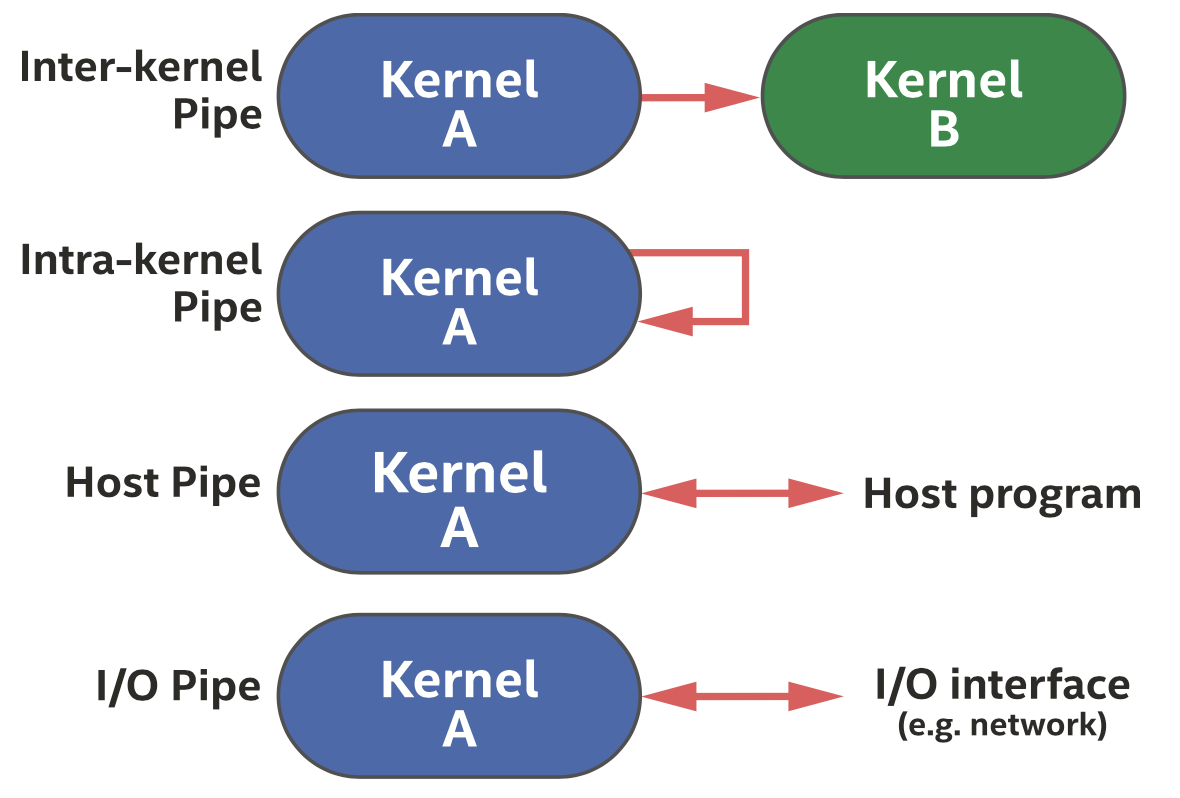 Inter-kernel
Pipe
Kernel
A
Kernel
B
Intra-kernel
Pipe
Kernel
A
Host Pipe
Kernel
A
Host program
I/O Pipe
Kernel
A
I/O interface
(e.g. network)